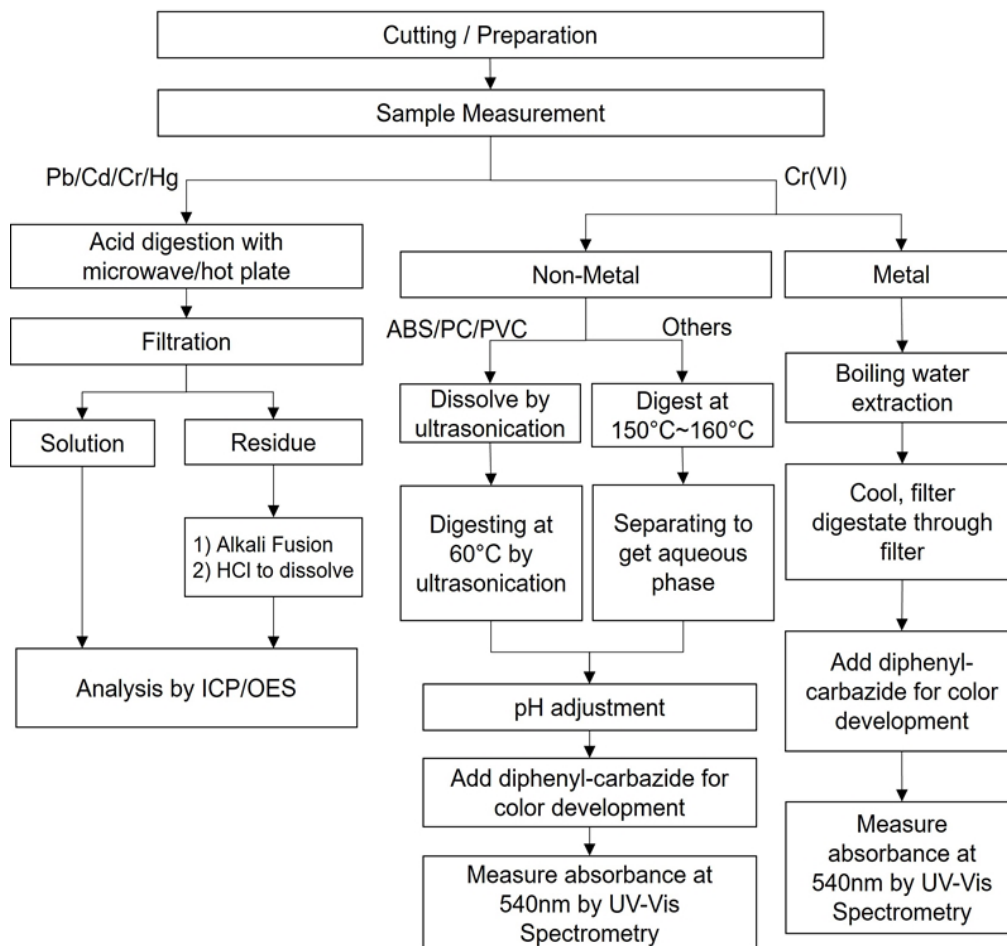 Cutting / Preparation
Sample Measurement
Pb/Cd/Cr/Hg
Cr(VI)
Acid digestion with
microwave/hot plate
Filtration
Solution
Residue
1) Alkali Fusion
2) HCl to dissolve
Analysis by ICP/OES
Non-Metal
ABS/PC/PVC
Others
Dissolve by
ultrasonication
Digest at
150°C~160°C
Digesting at
60°C by
ultrasonication
Separating to
get aqueous
phase
pH adjustment
Add diphenyl-carbazide for
color development
Measure absorbance at
540nm by UV-Vis
Spectrometry
Metal
Boiling water
extraction
Cool, filter
digestate through
filter
Add diphenyl-
carbazide for color
development
Measure
absorbance at
540nm by UV-Vis
Spectrometry